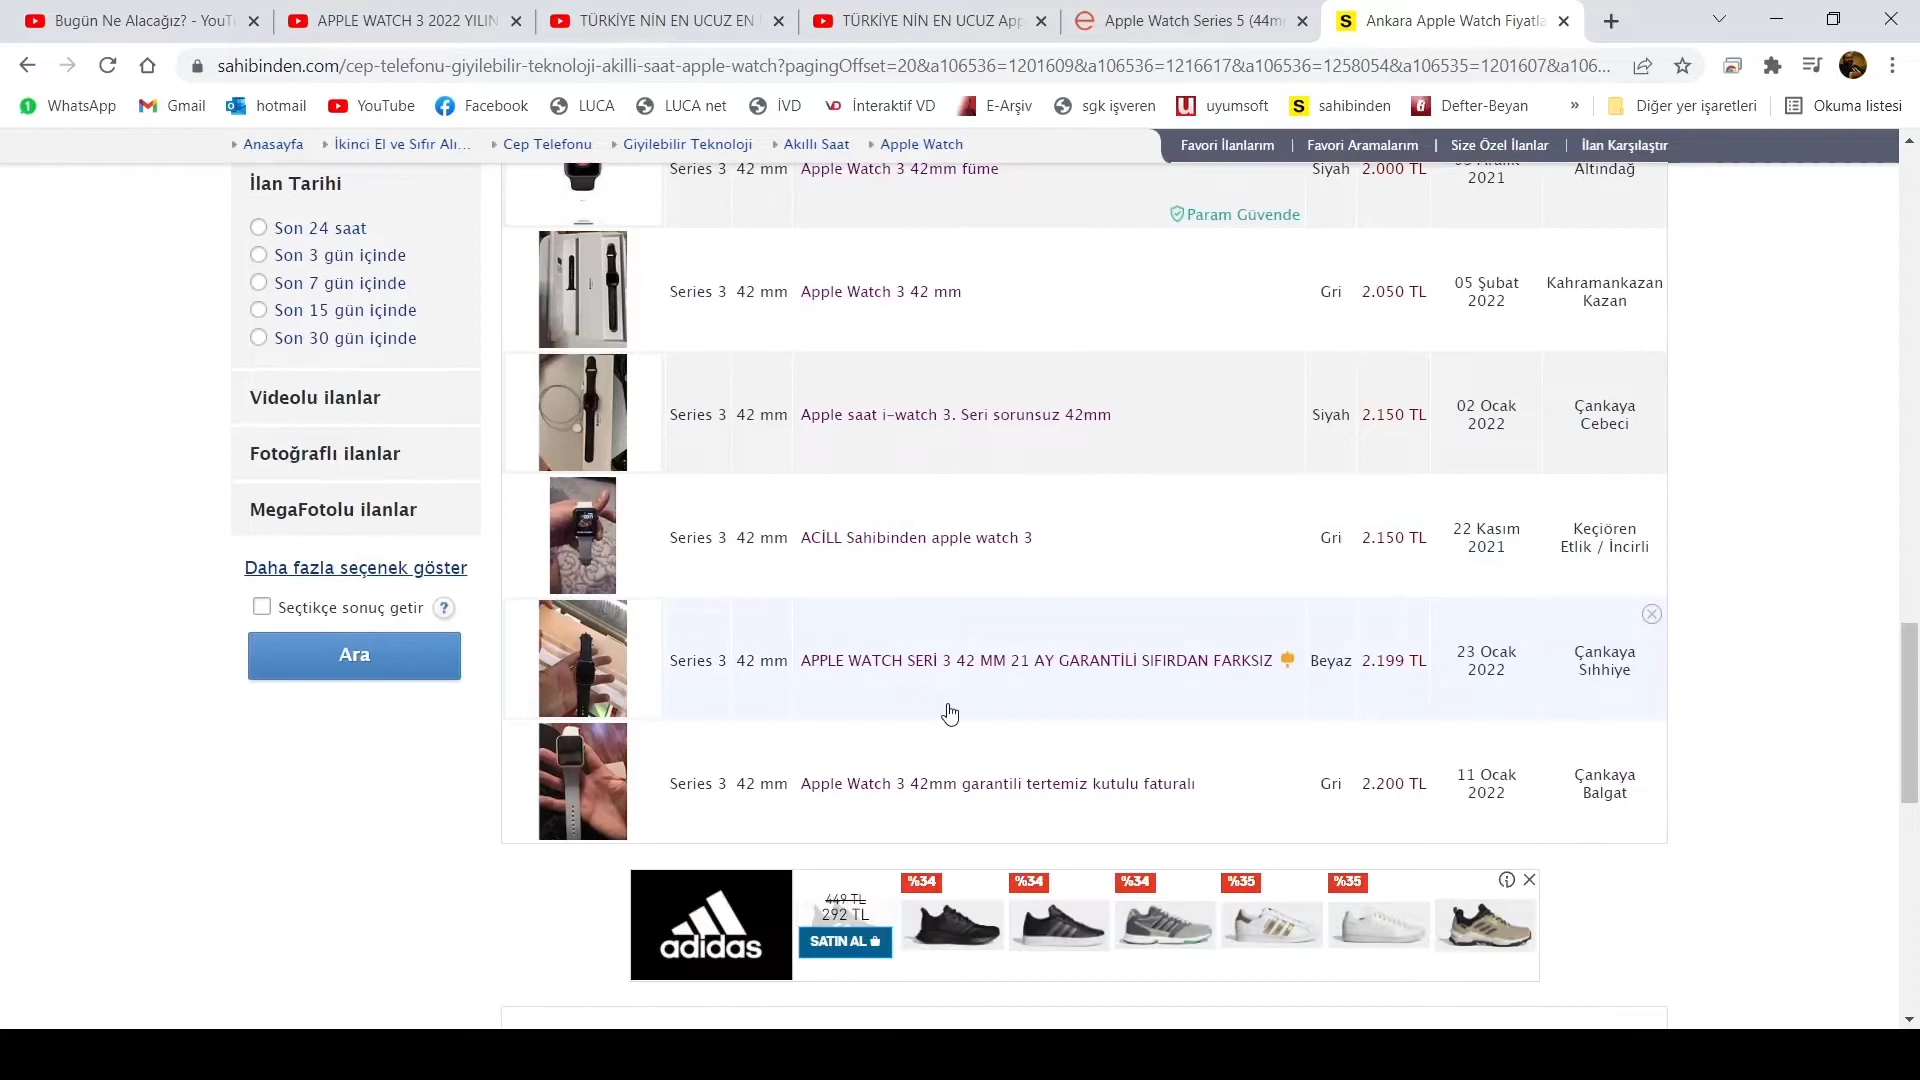 Bugün Ne Alacağız? - YouTu
APPLE WATCH 3 2022 YILIN
TÜRKİYE NİN EN UCUZ EN
TÜRKİYE NİN EN UCUZ App
Apple Watch Series 5 (44mm
Ankara Apple Watch Fiyatla
sahibinden.com/cep-telefonu-giyilebilir-teknoloji-akilli-saat-apple-watch?pagingOffset=20&a106536=1201609&a106536=1216617&a106536=1258054&a106535=1201607&a106...
WhatsApp
Gmail
hotmail
YouTube
Facebook
LUCA
LUCA net
İVD
İnteraktif VD
E-Arşiv
sgk işveren
uyumsoft
sahibinden
Defter-Beyan
»
Diğer yer işaretleri
Okuma listesi
Anasayfa
İkinci El ve Sıfır Alı...
Cep Telefonu
Giyilebilir Teknoloji
Akıllı Saat
Apple Watch
Favori İlanlarım | Favori Aramalarım | Size Özel İlanlar | İlan Karşılaştır
İlan Tarihi
Son 24 saat
Son 3 gün içinde
Son 7 gün içinde
Son 15 gün içinde
Son 30 gün içinde
Videolu ilanlar
Fotoğraflı ilanlar
MegaFotolu ilanlar
Daha fazla seçenek göster
Seçtikçe sonuç getir ?
Ara
Series 3 42 mm Apple Watch 3 42mm füme Siyah 2.000 TL
2021
Altındağ
Param Güvende
Series 3 42 mm Apple Watch 3 42 mm Gri 2.050 TL
05 Şubat
2022
Kahramankazan
Kazan
Series 3 42 mm Apple saat i-watch 3. Seri sorunsuz 42mm Siyah 2.150 TL
02 Ocak
2022
Çankaya
Cebeci
Series 3 42 mm ACİLL Sahibinden apple watch 3 Gri 2.150 TL
22 Kasım
2021
Keçiören
Etlik / İncirli
Series 3 42 mm APPLE WATCH SERİ 3 42 MM 21 AY GARANTİLİ SIFIRDAN FARKSIZ Beyaz 2.199 TL
23 Ocak
2022
Çankaya
Sıhhiye
Series 3 42 mm Apple Watch 3 42mm garantili tertemiz kutulu faturalı Gri 2.200 TL
11 Ocak
2022
Çankaya
Balgat
adidas
449 TL
292 TL
SATIN AL
%34
%34
%34
%35
%35